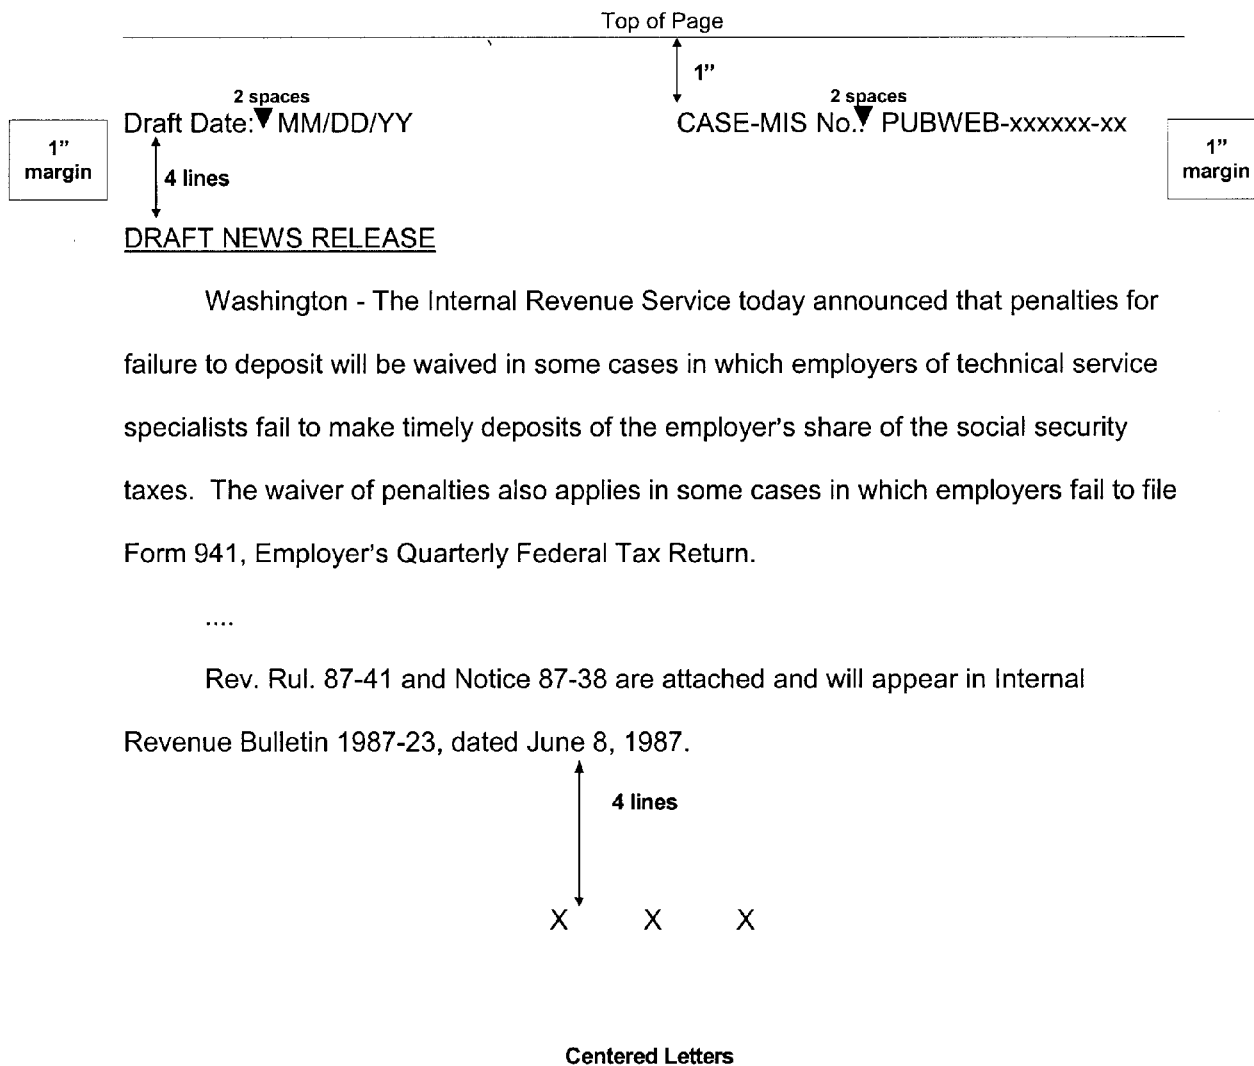 Top of Page
1”
2 spaces 2 spaces
Draft Date: MM/DD/YY CASE-MIS No.: PUBWEB-xxxxxx-xx
1” margin
1” margin
4 lines
DRAFT NEWS RELEASE
Washington - The Internal Revenue Service today announced that penalties for
failure to deposit will be waived in some cases in which employers of technical service
specialists fail to make timely deposits of the employer's share of the social security
taxes. The waiver of penalties also applies in some cases in which employers fail to file
Form 941, Employer's Quarterly Federal Tax Return.
....
Rev. Rul. 87-41 and Notice 87-38 are attached and will appear in Internal
Revenue Bulletin 1987-23, dated June 8, 1987.
4 lines
X X X
Centered Letters